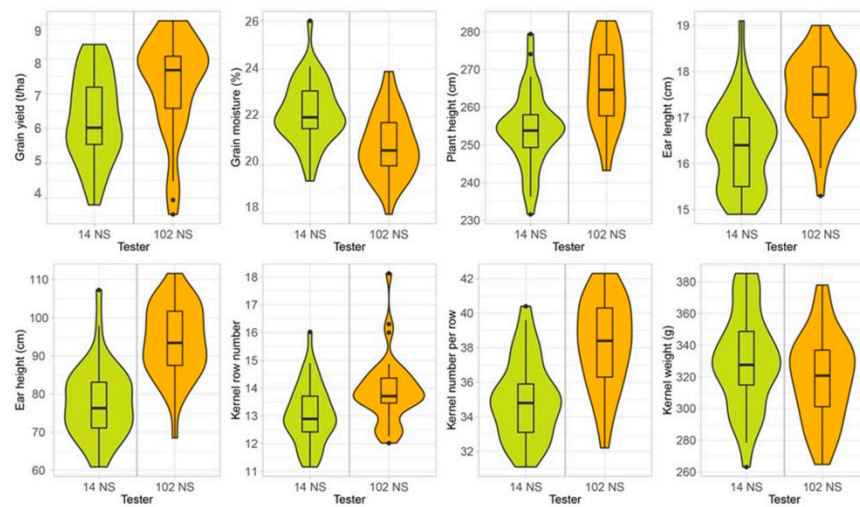 Grain yield (t/ha)
9
8
7
6
5
4
14 NS 102 NS
Tester
Grain moisture (%)
26
24
22
20
18
14 NS 102 NS
Tester
Plant height (cm)
280
270
260
250
240
230
14 NS 102 NS
Tester
Ear lenght (cm)
19
18
17
16
15
14 NS 102 NS
Tester
Ear height (cm)
110
100
90
80
70
60
14 NS 102 NS
Tester
Kernel row number
18
17
16
15
14
13
12
11
14 NS 102 NS
Tester
Kernel number per row
42
40
37
35
33
31
14 NS 102 NS
Tester
Kernel weight (g)
380
360
340
320
300
280
260
14 NS 102 NS
Tester